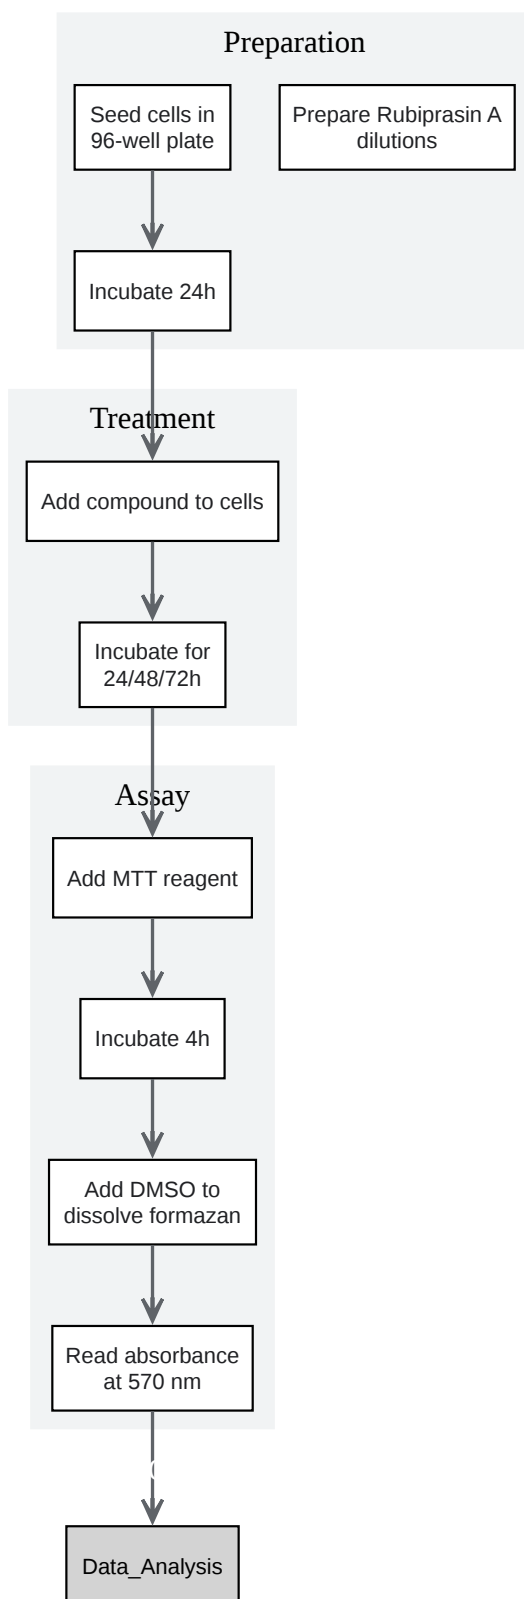 Preparation
Seed cells in
96-well plate
Prepare Rubiprasin A
dilutions
Incubate 24h
Treatment
Add compound to cells
Incubate for
24/48/72h
Assay
Add MTT reagent
Incubate 4h
Add DMSO to
dissolve formazan
Read absorbance
at 570 nm
Data_Analysis